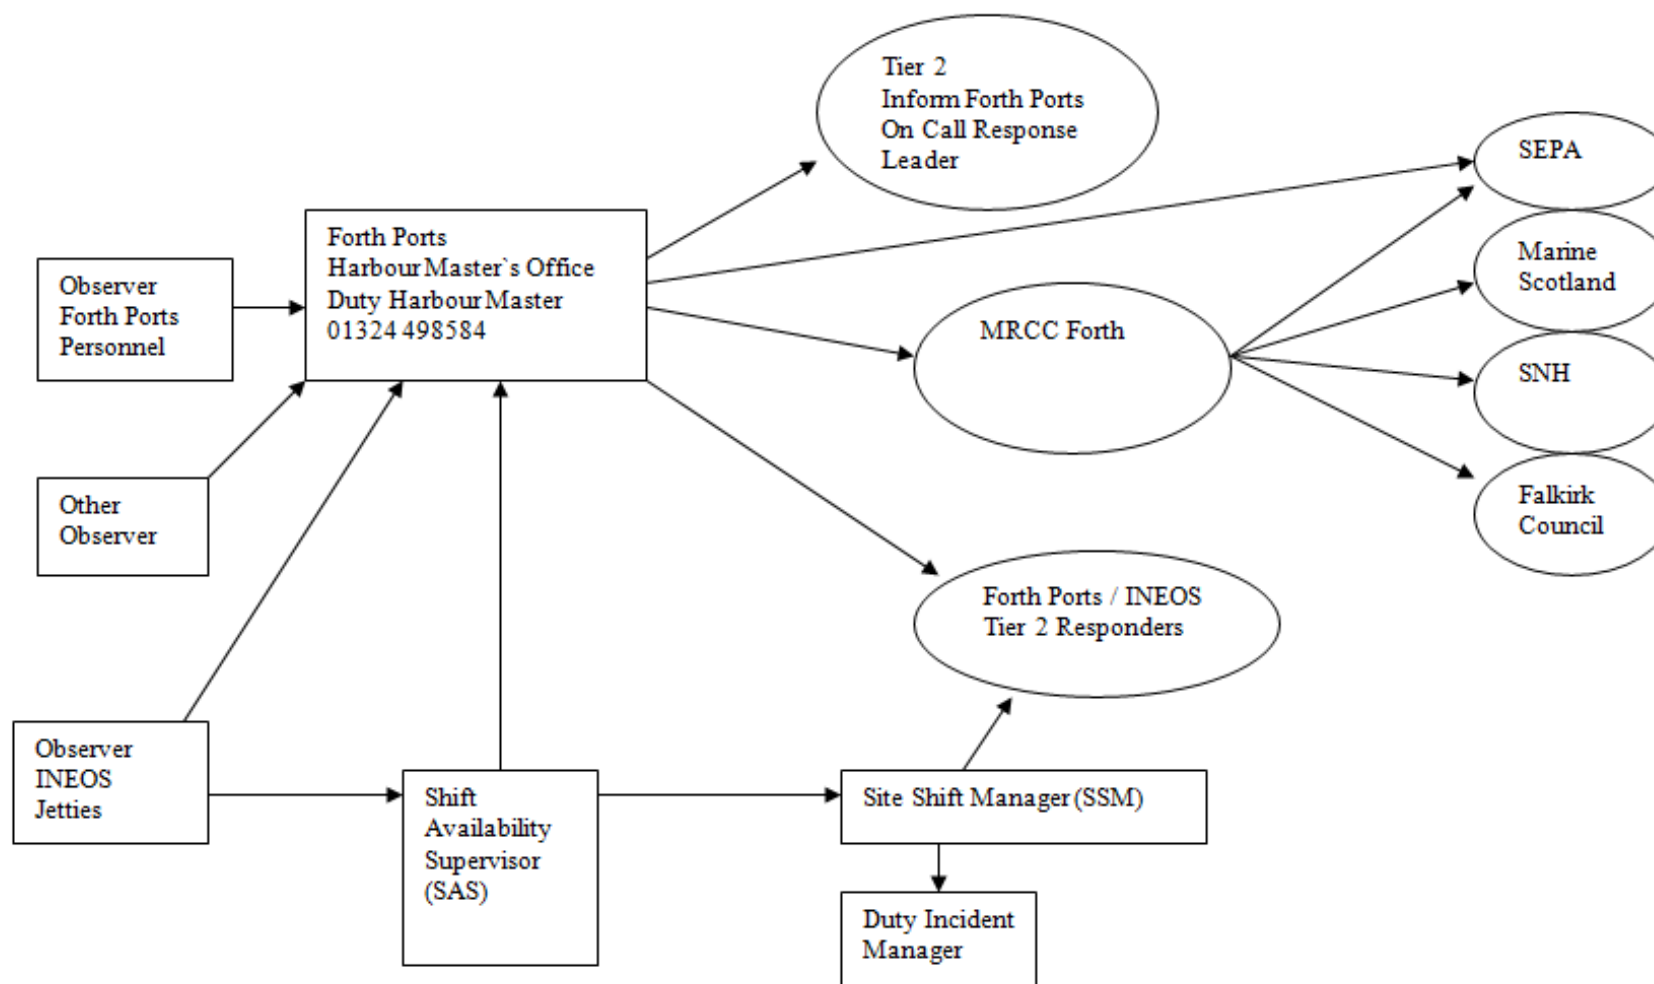 Tier 2
Inform Forth Ports
On Call Response
Leader
SEPA
Forth Ports
Harbour Master`s Office
Duty Harbour Master
01324 498584
Marine
Scotland
Observer
Forth Ports
Personnel
MRCC Forth
SNH
Other
Observer
Falkirk
Council
Forth Ports / INEOS
Tier 2 Responders
Observer
INEOS
Jetties
Shift
Availability
Supervisor
(SAS)
Site Shift Manager (SSM)
Duty Incident
Manager